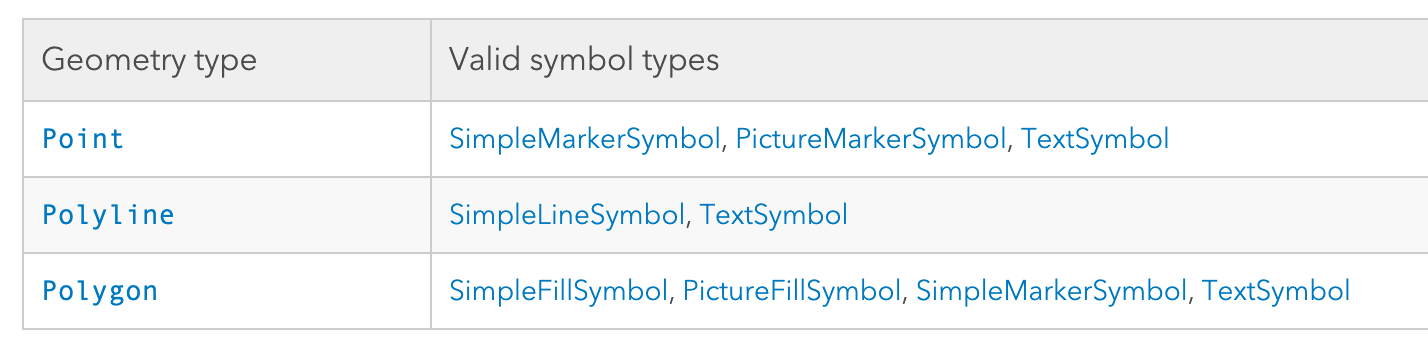 Geometry type Valid symbol types
Point SimpleMarkerSymbol, PictureMarkerSymbol, TextSymbol
Polyline SimpleLineSymbol, TextSymbol
Polygon SimpleFillSymbol, PictureFillSymbol, SimpleMarkerSymbol, TextSymbol